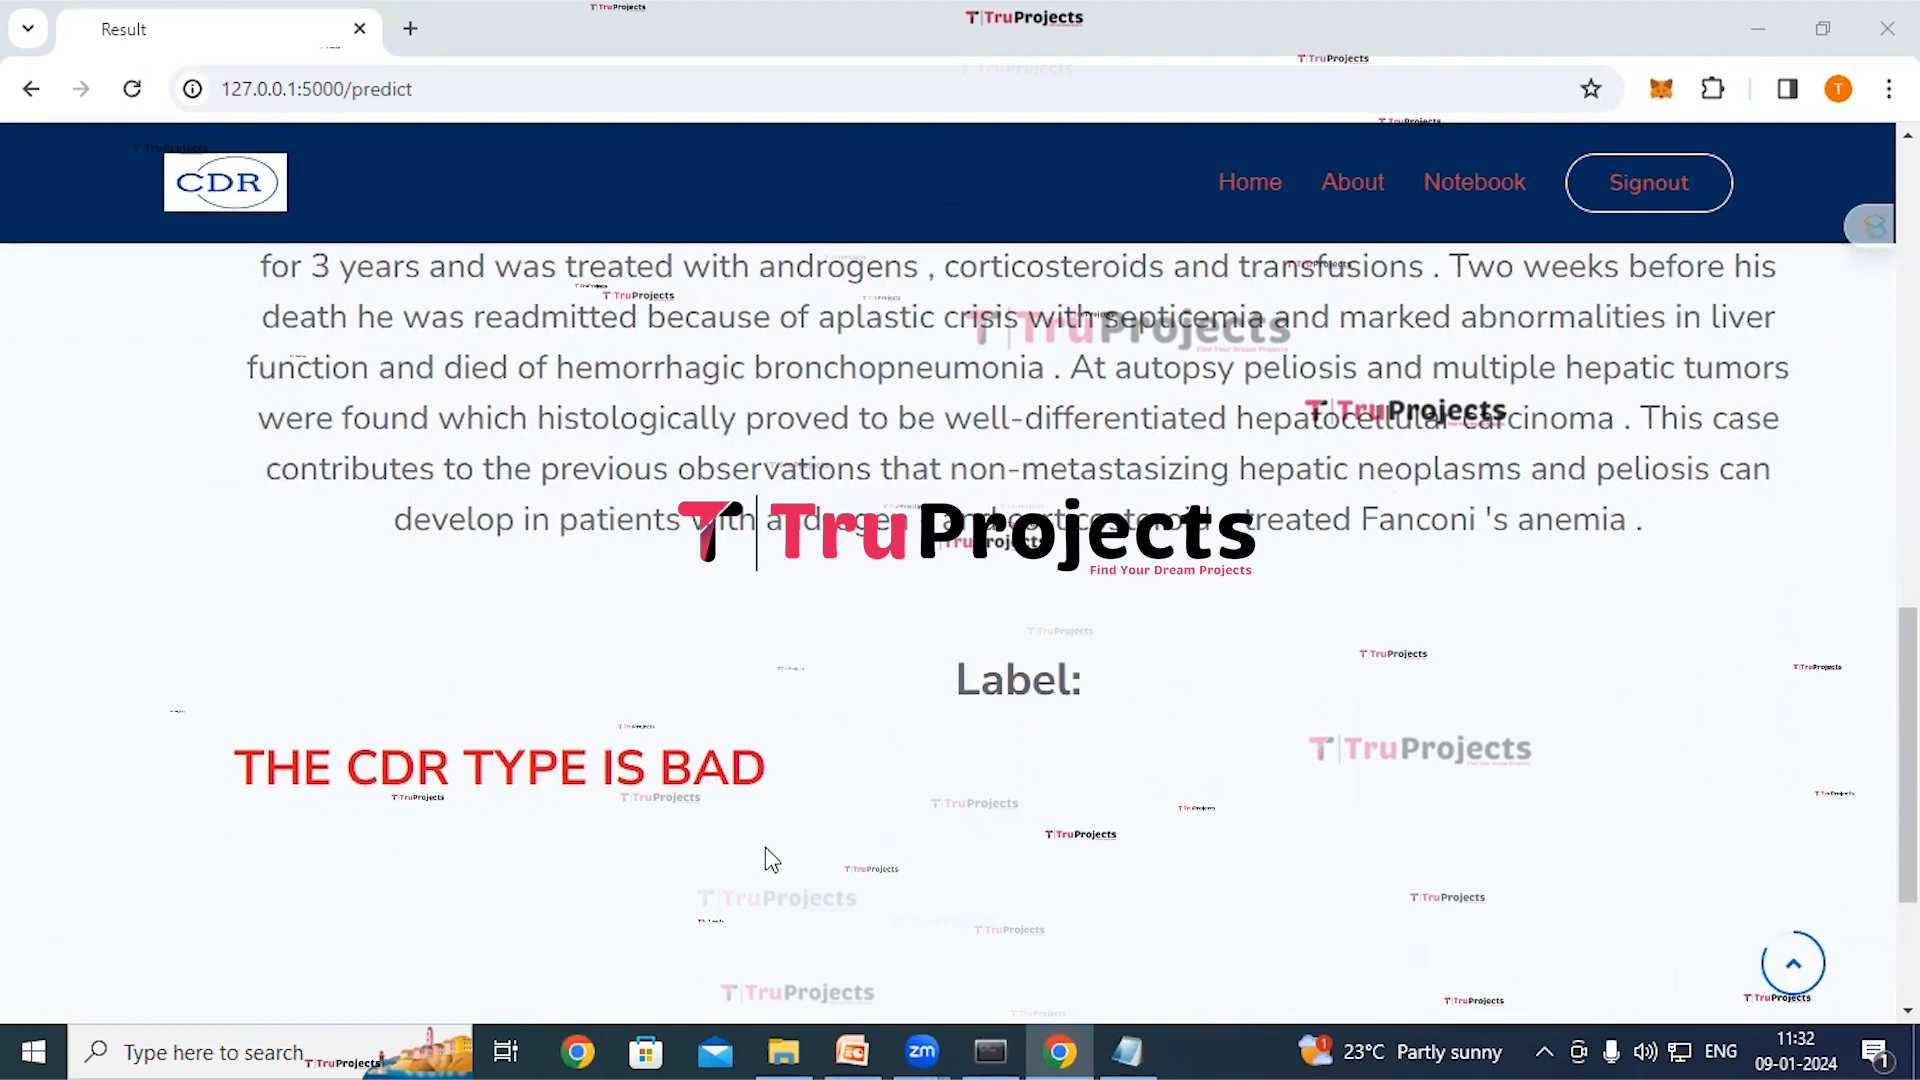 Result
TruProjects
127.0.0.1:5000/predict
CDR
Home
About
Notebook
Signout
for 3 years and was treated with androgens , corticosteroids and transfusions . Two weeks before his
death he was readmitted because of aplastic crisis with septicemia and marked abnormalities in liver
function and died of hemorrhagic bronchopneumonia . At autopsy peliosis and multiple hepatic tumors
were found which histologically proved to be well-differentiated hepatocellular carcinoma . This case
contributes to the previous observations that non-metastasizing hepatic neoplasms and peliosis can
develop in patients with androgen and corticosteroid treated Fanconi 's anemia .
TruProjects
Find Your Dream Projects
Label:
THE CDR TYPE IS BAD
TruProjects
Type here to search
23°C Partly sunny
ENG
11:32
09-01-2024